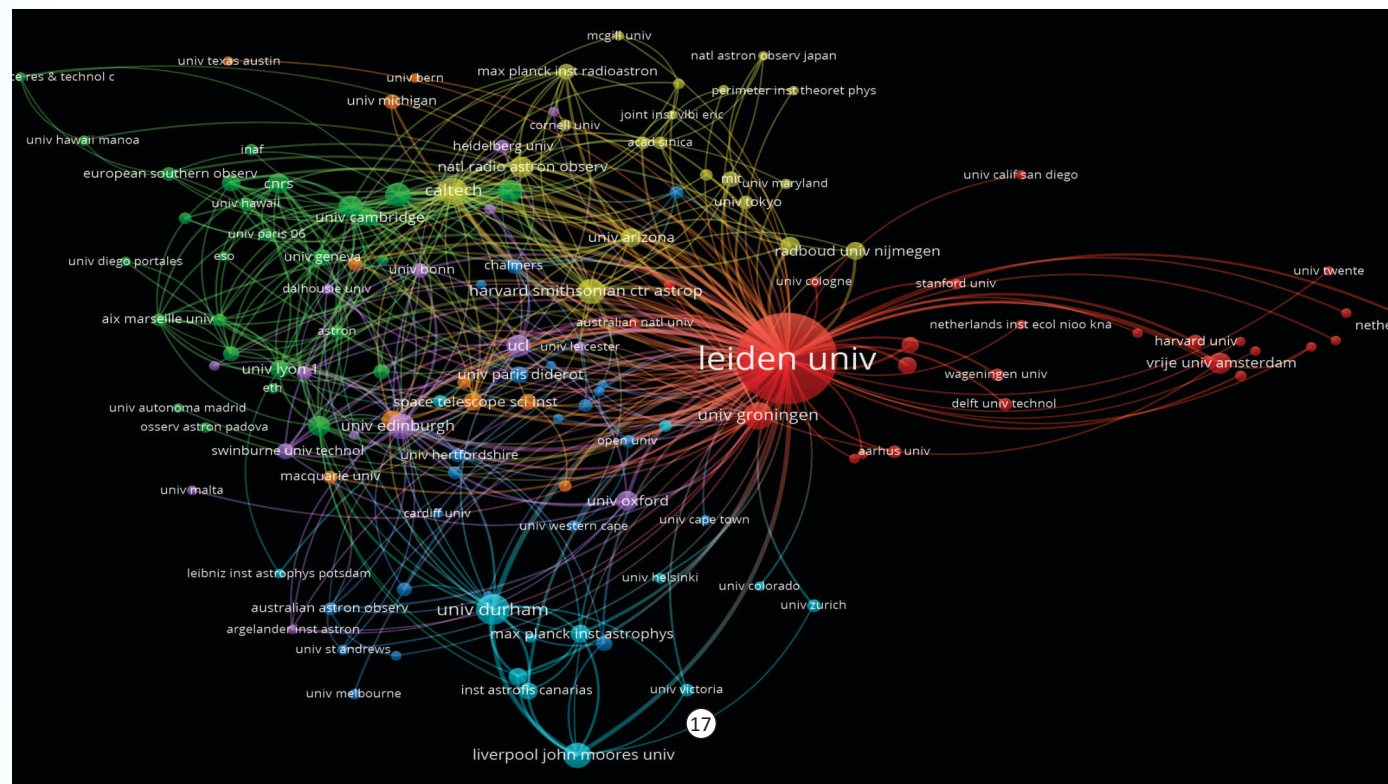 mcgill univ
natl astron observ japan
univ texas austin
max planck inst radioastron
ce res & technol c
univ bern
perimeter inst theoret phys
univ michigan
joint inst vlbi eric
cornell univ
univ hawaii manoa
acad sinica
inaf
heidelberg univ
natl radio astron observ
european southern observ
univ calif san diego
cnrs
mit
univ maryland
caltech
univ hawaii
univ tokyo
univ cambridge
univ paris 06
univ arizona
radboud univ nijmegen
eso
univ geneva
univ diego portales
chalmers
univ bonn
univ twente
univ cologne
stanford univ
dalhousie univ
harvard smithsonian ctr astrop
aix marseille univ
australian natl univ
netherlands inst ecol nioo kna
nethe
astron
harvard univ
ucl
univ leicester
leiden univ
vrije univ amsterdam
univ lyon 1
univ paris diderot
wageningen univ
eth
space telescope sci inst
delft univ technol
univ autonoma madrid
univ groningen
osserv astron padova
univ edinburgh
open univ
swinburne univ technol
univ hertfordshire
aarhus univ
macquarie univ
univ malta
univ oxford
cardiff univ
univ western cape
univ cape town
leibniz inst astrophys potsdam
univ helsinki
univ colorado
australian astron observ
univ durham
univ zurich
argelander inst astron
max planck inst astrophys
univ st andrews
univ melbourne
inst astrofis canarias
univ victoria
17
liverpool john moores univ